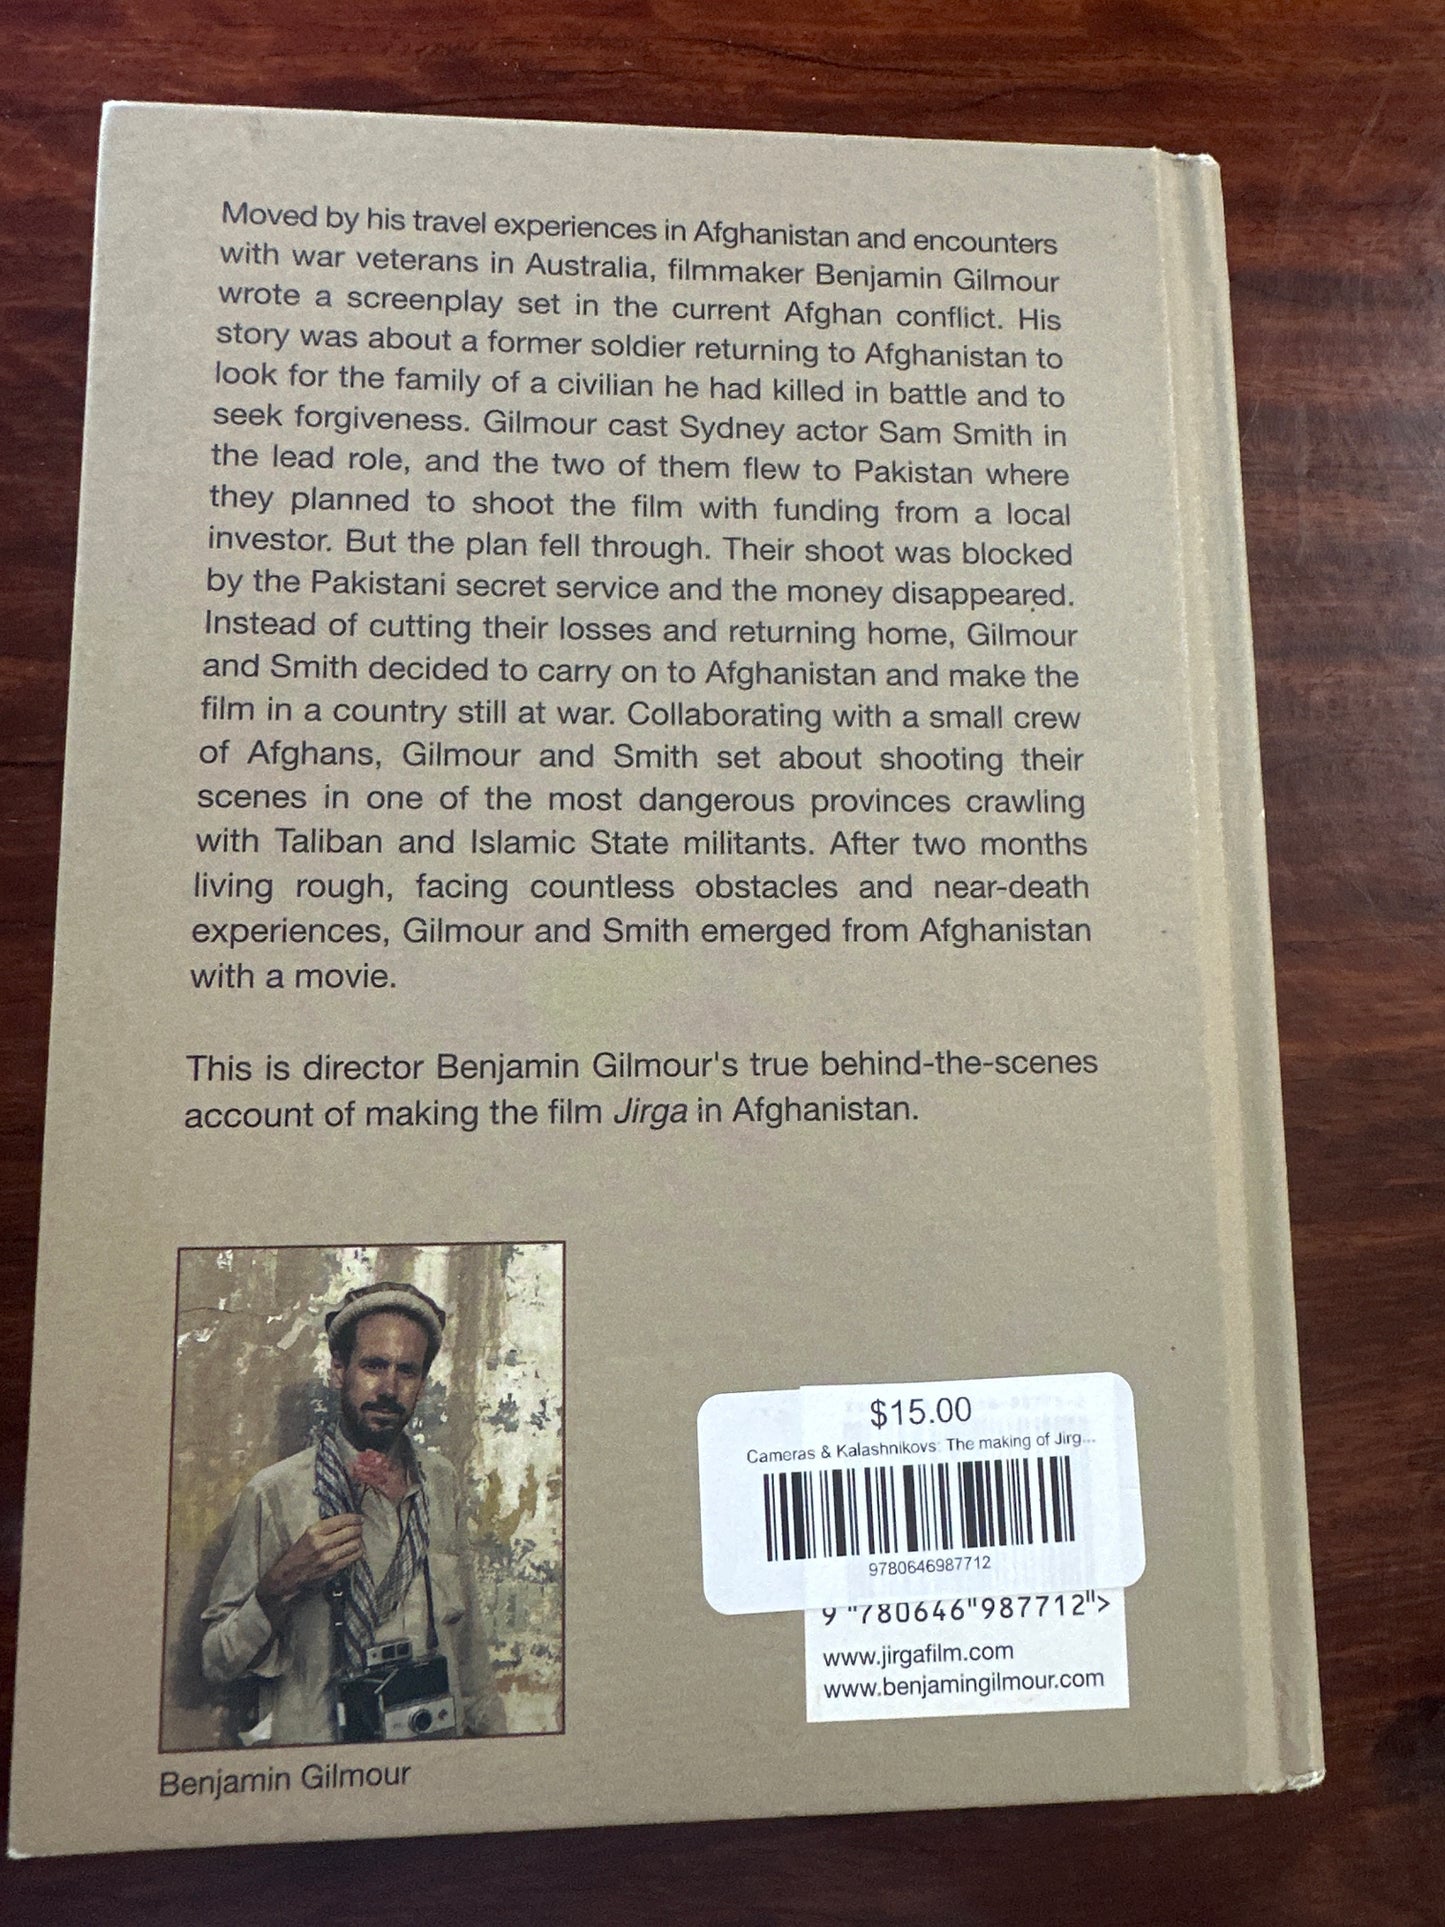 Moved by his travel experiences in Afghanistan and encounters
with war veterans in Australia, filmmaker Benjamin Gilmour
wrote a screenplay set in the current Afghan conflict. His
story was about a former soldier returning to Afghanistan to
look for the family of a civilian he had killed in battle and to
seek forgiveness. Gilmour cast Sydney actor Sam Smith in
the lead role, and the two of them flew to Pakistan where
they planned to shoot the film with funding from a local
investor. But the plan fell through. Their shoot was blocked
by the Pakistani secret service and the money disappeared.
Instead of cutting their losses and returning home, Gilmour
and Smith decided to carry on to Afghanistan and make the
film in a country still at war. Collaborating with a small crew
of Afghans, Gilmour and Smith set about shooting their
scenes in one of the most dangerous provinces crawling
with Taliban and Islamic State militants. After two months
living rough, facing countless obstacles and near-death
experiences, Gilmour and Smith emerged from Afghanistan
with a movie.
This is director Benjamin Gilmour's true behind-the-scenes
account of making the film Jirga in Afghanistan.
Benjamin Gilmour
$15.00
Cameras & Kalashnikovs: The making of Jirg...
9780646987712
9 "780646"987712">
www.jirgafilm.com
www.benjamingilmour.com